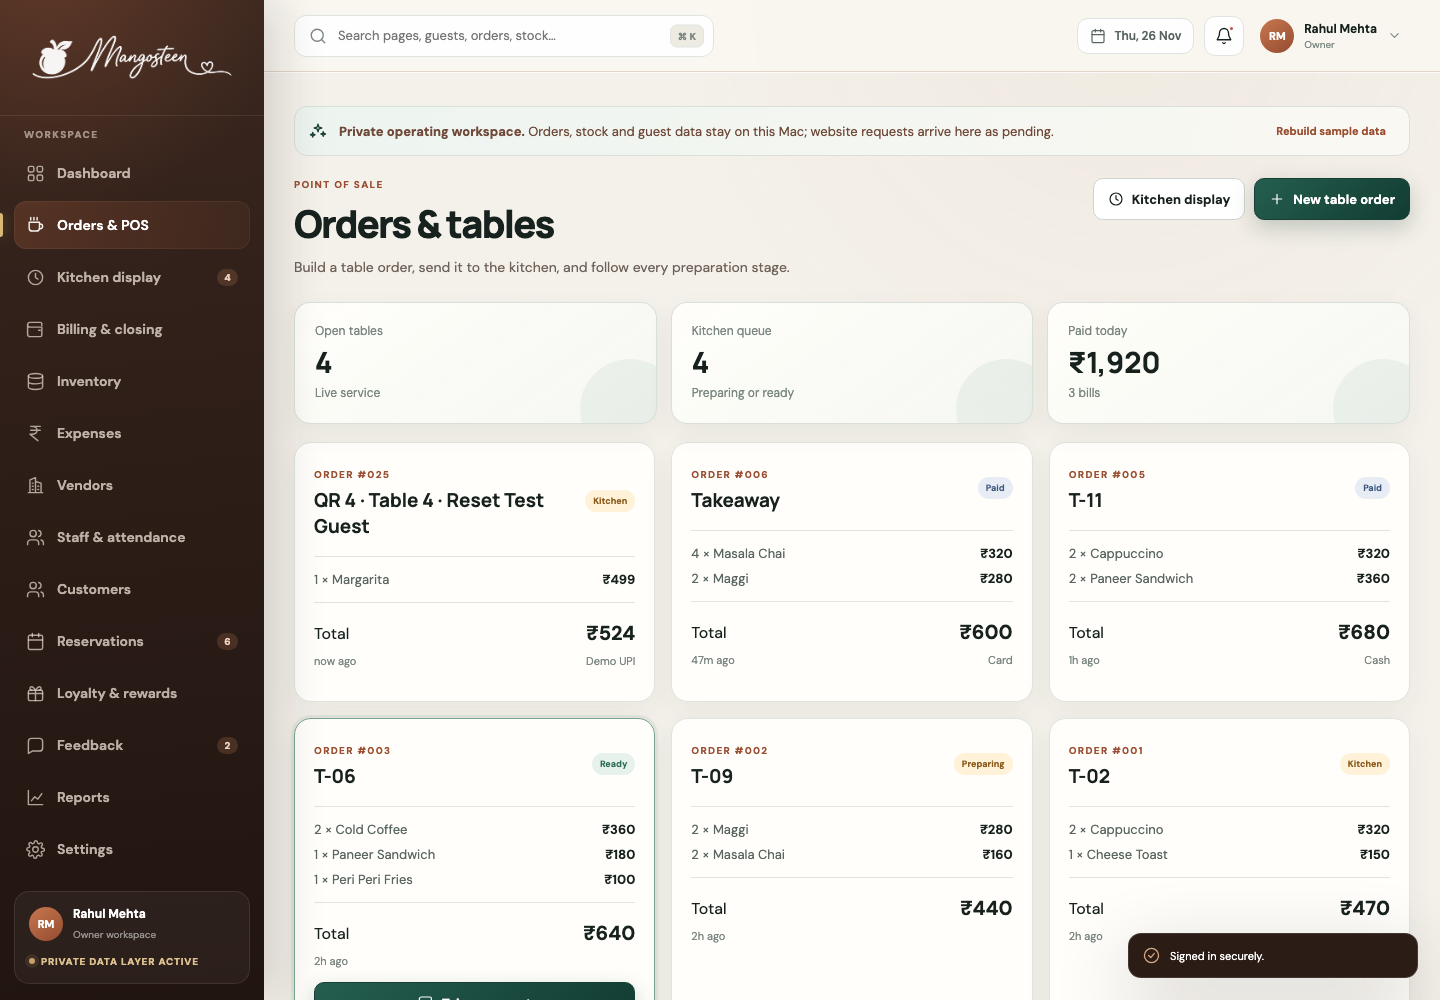 Mangosteen
WORKSPACE
Dashboard
Orders & POS
Kitchen display 4
Billing & closing
Inventory
Expenses
Vendors
Staff & attendance
Customers
Reservations 6
Loyalty & rewards
Feedback 2
Reports
Settings
RM
Rahul Mehta
Owner workspace
PRIVATE DATA LAYER ACTIVE
Search pages, guests, orders, stock... ⌘ K
Thu, 26 Nov
RM
Rahul Mehta
Owner
Private operating workspace. Orders, stock and guest data stay on this Mac; website requests arrive here as pending.
Rebuild sample data
POINT OF SALE
Orders & tables
Build a table order, send it to the kitchen, and follow every preparation stage.
Kitchen display
New table order
Open tables
4
Live service
Kitchen queue
4
Preparing or ready
Paid today
₹1,920
3 bills
ORDER #025
QR 4 · Table 4 · Reset Test
Guest
Kitchen
1 × Margarita ₹499
Total ₹524
now ago Demo UPI
ORDER #006
Takeaway
Paid
4 × Masala Chai ₹320
2 × Maggi ₹280
Total ₹600
47m ago Card
ORDER #005
T-11
Paid
2 × Cappuccino ₹320
2 × Paneer Sandwich ₹360
Total ₹680
1h ago Cash
ORDER #003
T-06
Ready
2 × Cold Coffee ₹360
1 × Paneer Sandwich ₹180
1 × Peri Peri Fries ₹100
Total ₹640
2h ago
ORDER #002
T-09
Preparing
2 × Maggi ₹280
2 × Masala Chai ₹160
Total ₹440
2h ago
ORDER #001
T-02
Kitchen
2 × Cappuccino ₹320
1 × Cheese Toast ₹150
Total ₹470
2h ago
Signed in securely.